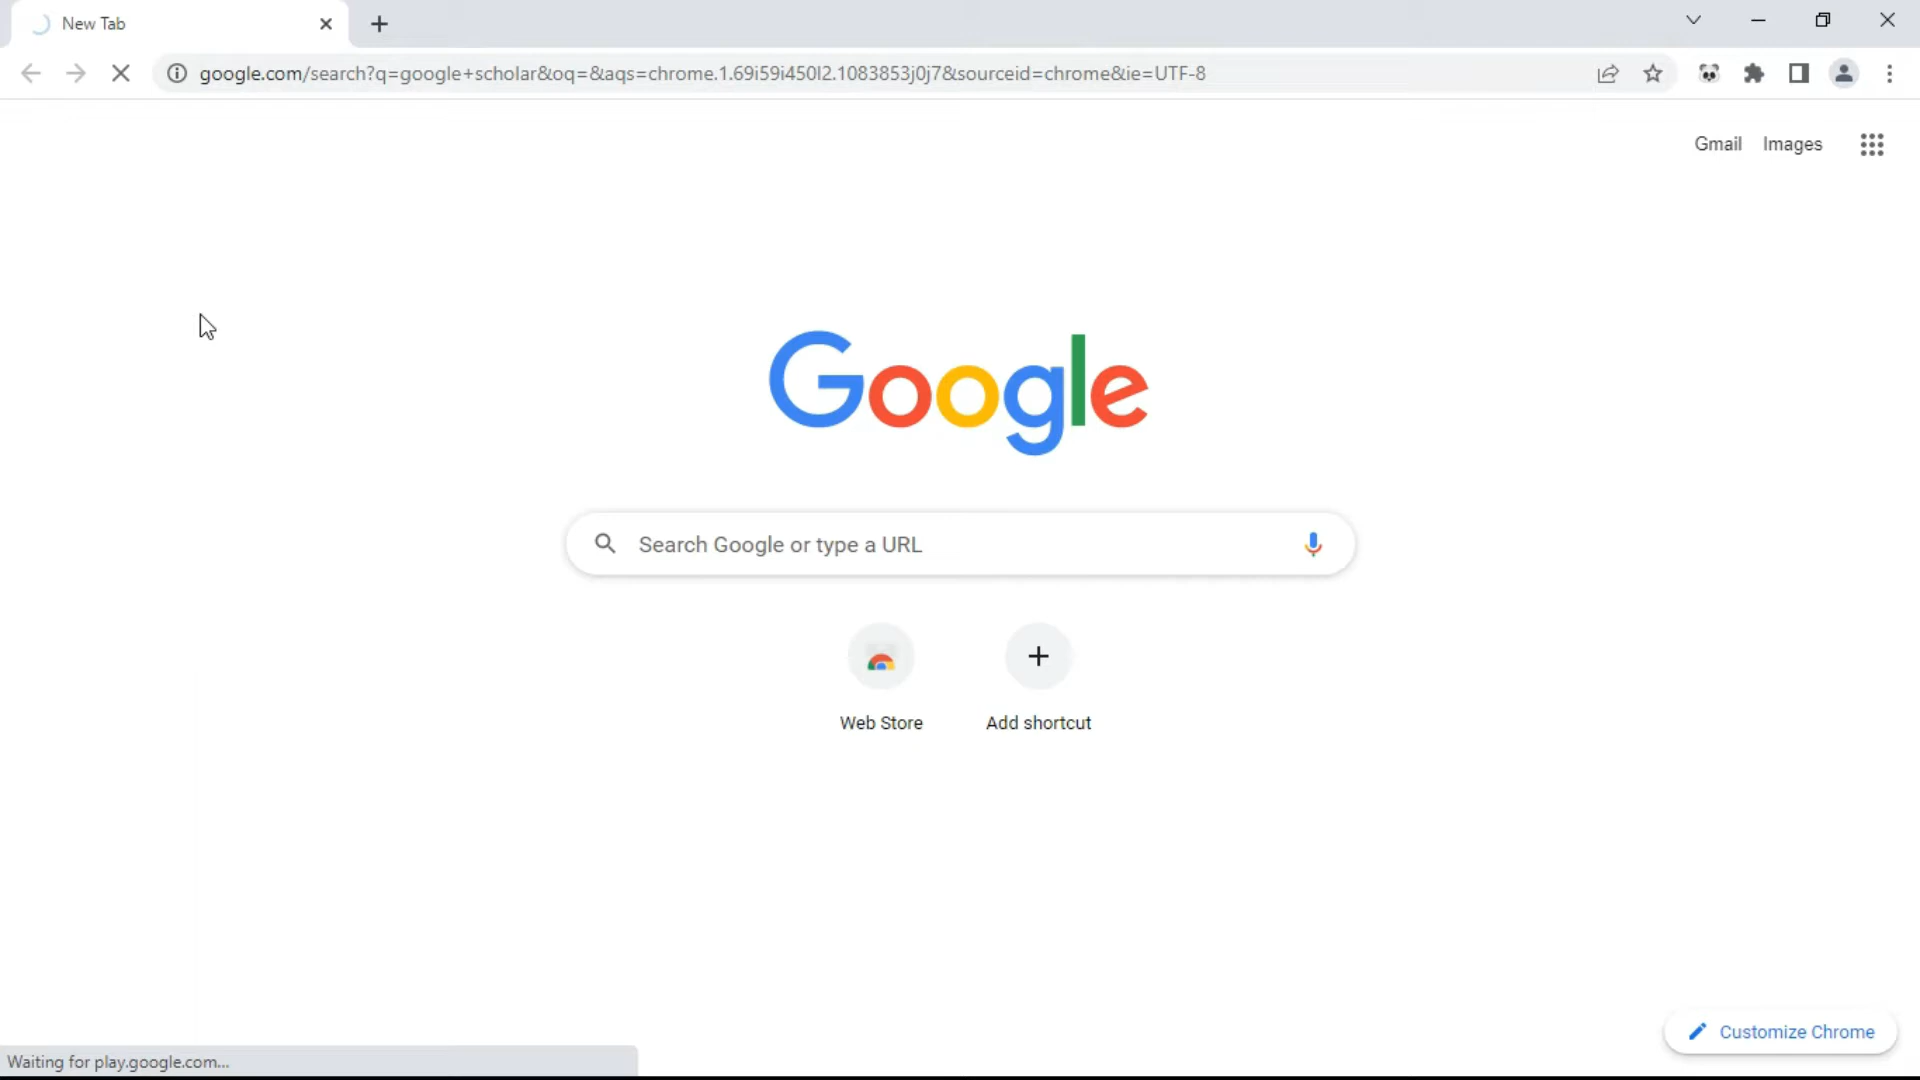 New Tab
google.com/search?q=google+scholar&oq=&aqs=chrome.1.69i59i450l2.1083853j0j7&sourceid=chrome&ie=UTF-8
Gmail Images
Google
Search Google or type a URL
Web Store Add shortcut
Customize Chrome
Waiting for play.google.com...